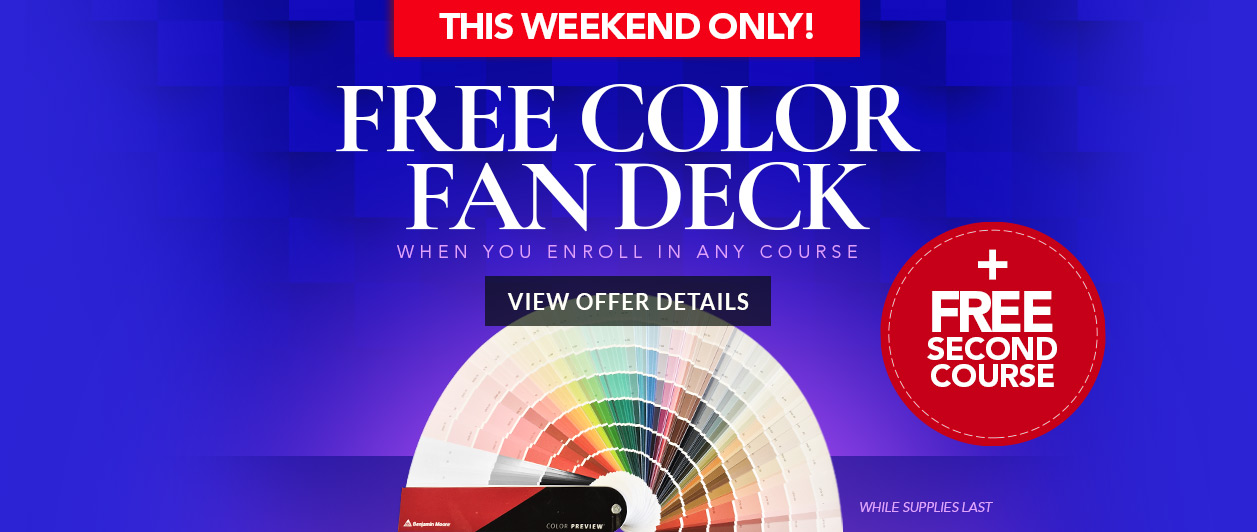 THIS WEEKEND ONLY!
FREE COLOR
FAN DECK
WHEN YOU ENROLL IN ANY COURSE
VIEW OFFER DETAILS
+
FREE
SECOND
COURSE
WHILE SUPPLIES LAST
Benjamin Moore
COLOR PREVIEW